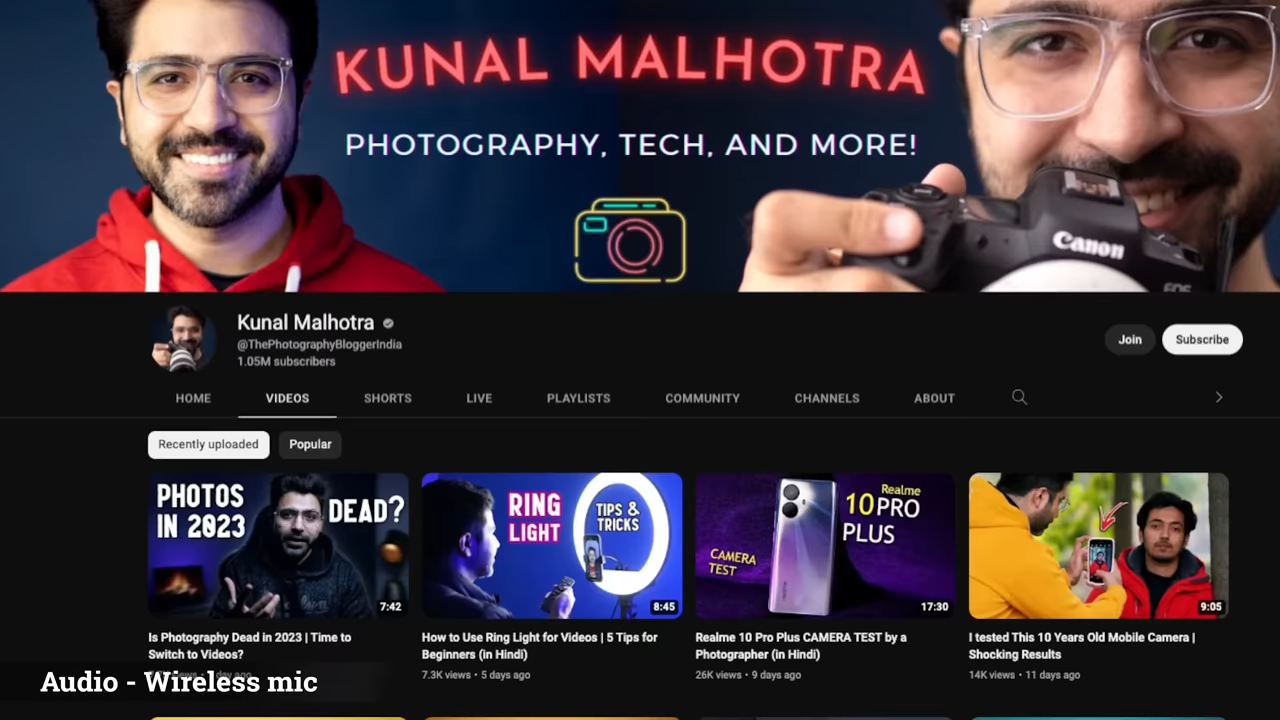 KUNAL MALHOTRA
PHOTOGRAPHY, TECH, AND MORE!
Canon
EOS
Kunal Malhotra
@ThePhotographyBloggerIndia
1.05M subscribers
Join
Subscribe
HOME
VIDEOS
SHORTS
LIVE
PLAYLISTS
COMMUNITY
CHANNELS
ABOUT
Recently uploaded
Popular
PHOTOS
IN 2023
DEAD?
7:42
RING
LIGHT
TIPS &
TRICKS
8:45
Realme
10 PRO
PLUS
CAMERA
TEST
realme
17:30
9:05
Is Photography Dead in 2023 | Time to
Switch to Videos?
How to Use Ring Light for Videos | 5 Tips for
Beginners (in Hindi)
7.3K views • 5 days ago
Realme 10 Pro Plus CAMERA TEST by a
Photographer (in Hindi)
26K views • 9 days ago
I tested This 10 Years Old Mobile Camera |
Shocking Results
14K views • 11 days ago
Audio - Wireless mic